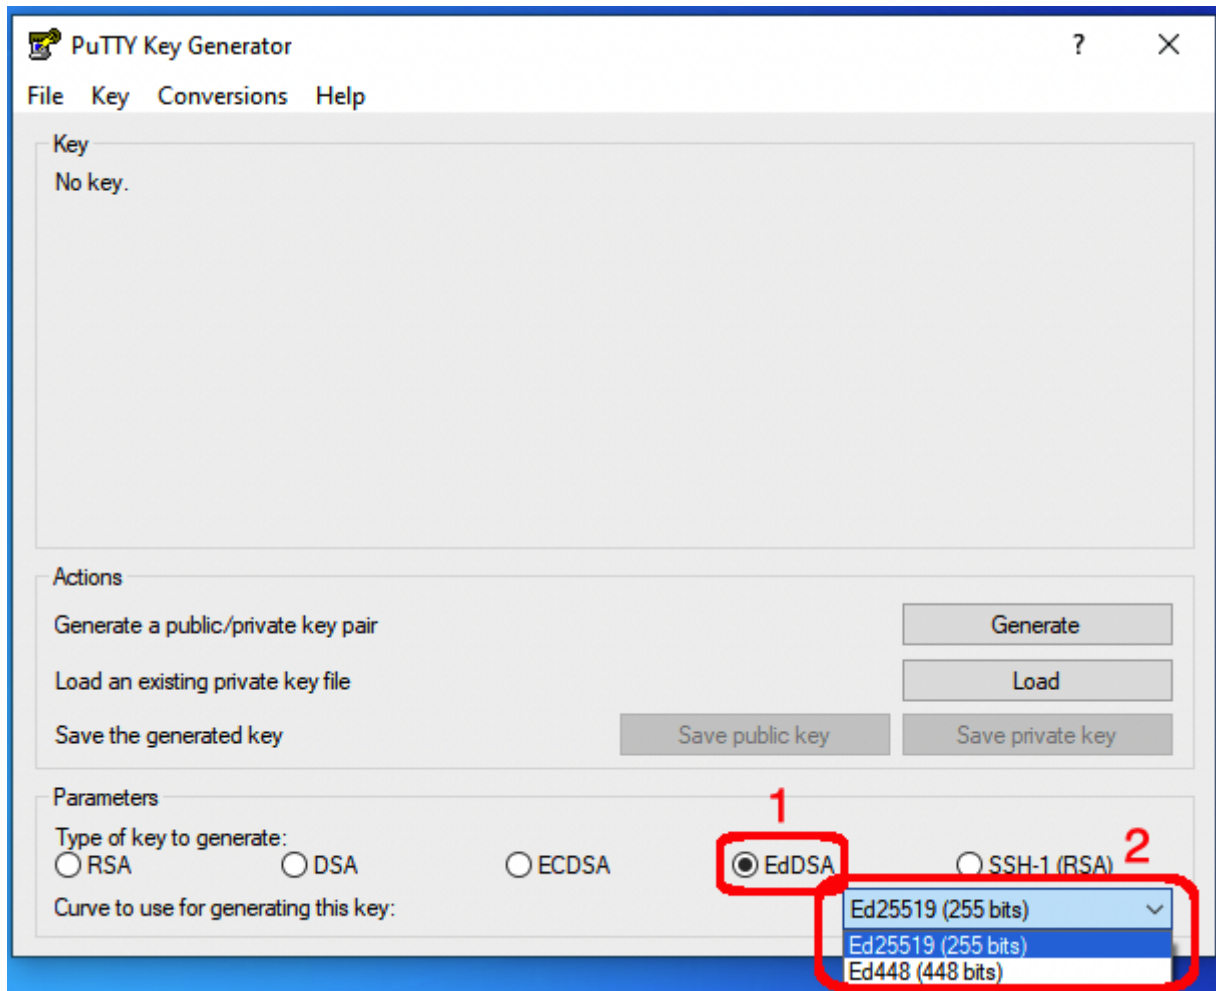 PuTTY Key Generator ?
File Key Conversions Help
Key
No key.
Actions
Generate a public/private key pair Generate
Load an existing private key file Load
Save the generated key Save public key Save private key
Parameters
1
Type of key to generate:
2
RSA DSA ECDSA EdDSA SSH-1 (RSA)
Curve to use for generating this key: Ed25519 (255 bits)
Ed25519 (255 bits)
Ed448 (448 bits)